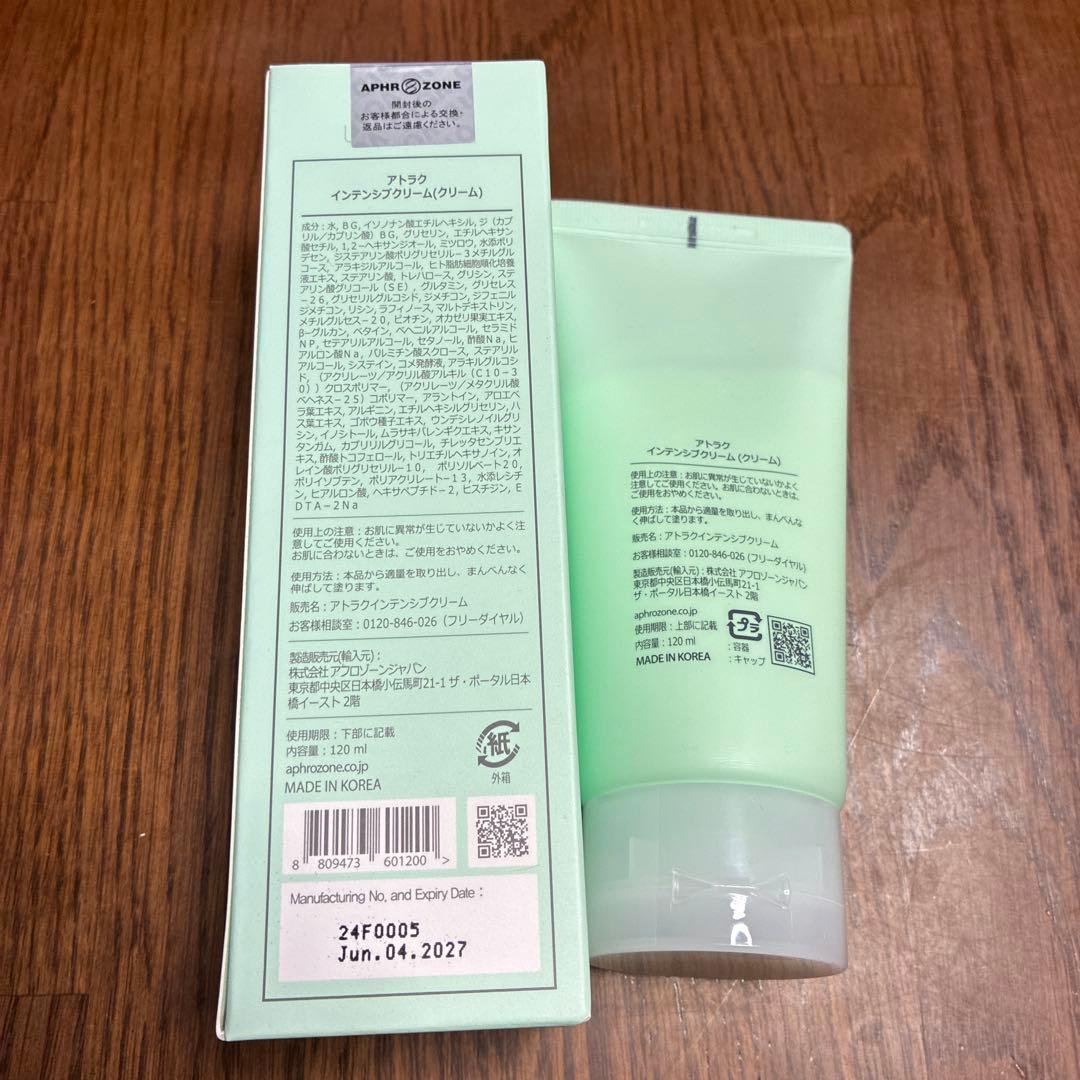 APHROZONE
開封後の
お客様都合による交換・
返品はご遠慮ください。
アトラク
インテンシブクリーム(クリーム)
成分：水, BG, イソノナン酸エチルヘキシル, ジ（カプ
リル／カプリン酸）BG, グリセリン, エチルヘキサン
酸セチル, 1,2－ヘキサンジオール, ミツロウ, 水添ポリ
デセン, ジステアリン酸ポリグリセリル－3メチルグル
コース, アラキジルアルコール, ヒト脂肪細胞順化培養
液エキス, ステアリン酸, トレハロース, グリシン, ステ
アリン酸グリコール（SE）, グルタミン, グリセレス
－26, グリセリルグルコシド, ジメチコン, ジフェニル
ジメチコン, リシン, ラフィノース, マルトデキストリン,
メチルグルセス－20, ビオチン, オカゼリ果実エキス,
β－グルカン, ベタイン, ベヘニルアルコール, セラミド
NP, セテアリルアルコール, セタノール, 酢酸Na, ヒ
アルロン酸Na, パルミチン酸スクロース, ステアリル
アルコール, システイン, コメ発酵液, アラキルグルコシ
ド, （アクリレーツ／アクリル酸アルキル（C10－3
0））クロスポリマー, （アクリレーツ／メタクリル酸
ベヘネス－25）コポリマー, アラントイン, アロエベ
ラ葉エキス, アルギニン, エチルヘキシルグリセリン, ハ
ス葉エキス, ゴボウ種子エキス, ウンデシレノイルグリ
シン, イノシトール, ムラサキバレンギクエキス, キサン
タンガム, カプリリルグリコール, チレッタセンブリエ
キス, 酢酸トコフェロール, トリエチルヘキサノイン, オ
レイン酸ポリグリセリル－10, ポリソルベート20,
ポリイソブテン, ポリアクリレート－13, 水添レシチ
ン, ヒアルロン酸, ヘキサペプチド－2, ヒスチジン, E
DTA－2Na
使用上の注意：お肌に異常が生じていないかよく注
意してご使用ください。
お肌に合わないときは、ご使用をおやめください。
使用方法：本品から適量を取り出し、まんべんなく
伸ばして塗ります。
販売名：アトラクインテンシブクリーム
お客様相談室：0120-846-026（フリーダイヤル）
製造販売元(輸入元)：
株式会社 アフロゾーンジャパン
東京都中央区日本橋小伝馬町21-1 ザ・ポータル日本
橋イースト 2階
使用期限：下部に記載
内容量：120 ml
aphrozone.co.jp
MADE IN KOREA
紙
外箱
8 809473 601200 >
Manufacturing No, and Expiry Date：
24F0005
Jun.04.2027
アトラク
インテンシブクリーム (クリーム)
使用上の注意：お肌に異常が生じていないかよく
注意してご使用ください。お肌に合わないときは、
ご使用をおやめください。
使用方法：本品から適量を取り出し、まんべんな
く伸ばして塗ります。
販売名：アトラクインテンシブクリーム
お客様相談室：0120-846-026 (フリーダイヤル)
製造販売元(輸入元)：株式会社 アフロゾーンジャパン
東京都中央区日本橋小伝馬町21-1
ザ・ポータル日本橋イースト 2階
aphrozone.co.jp
使用期限：上部に記載
内容量：120 ml
MADE IN KOREA
プラ
：容器
：キャップ